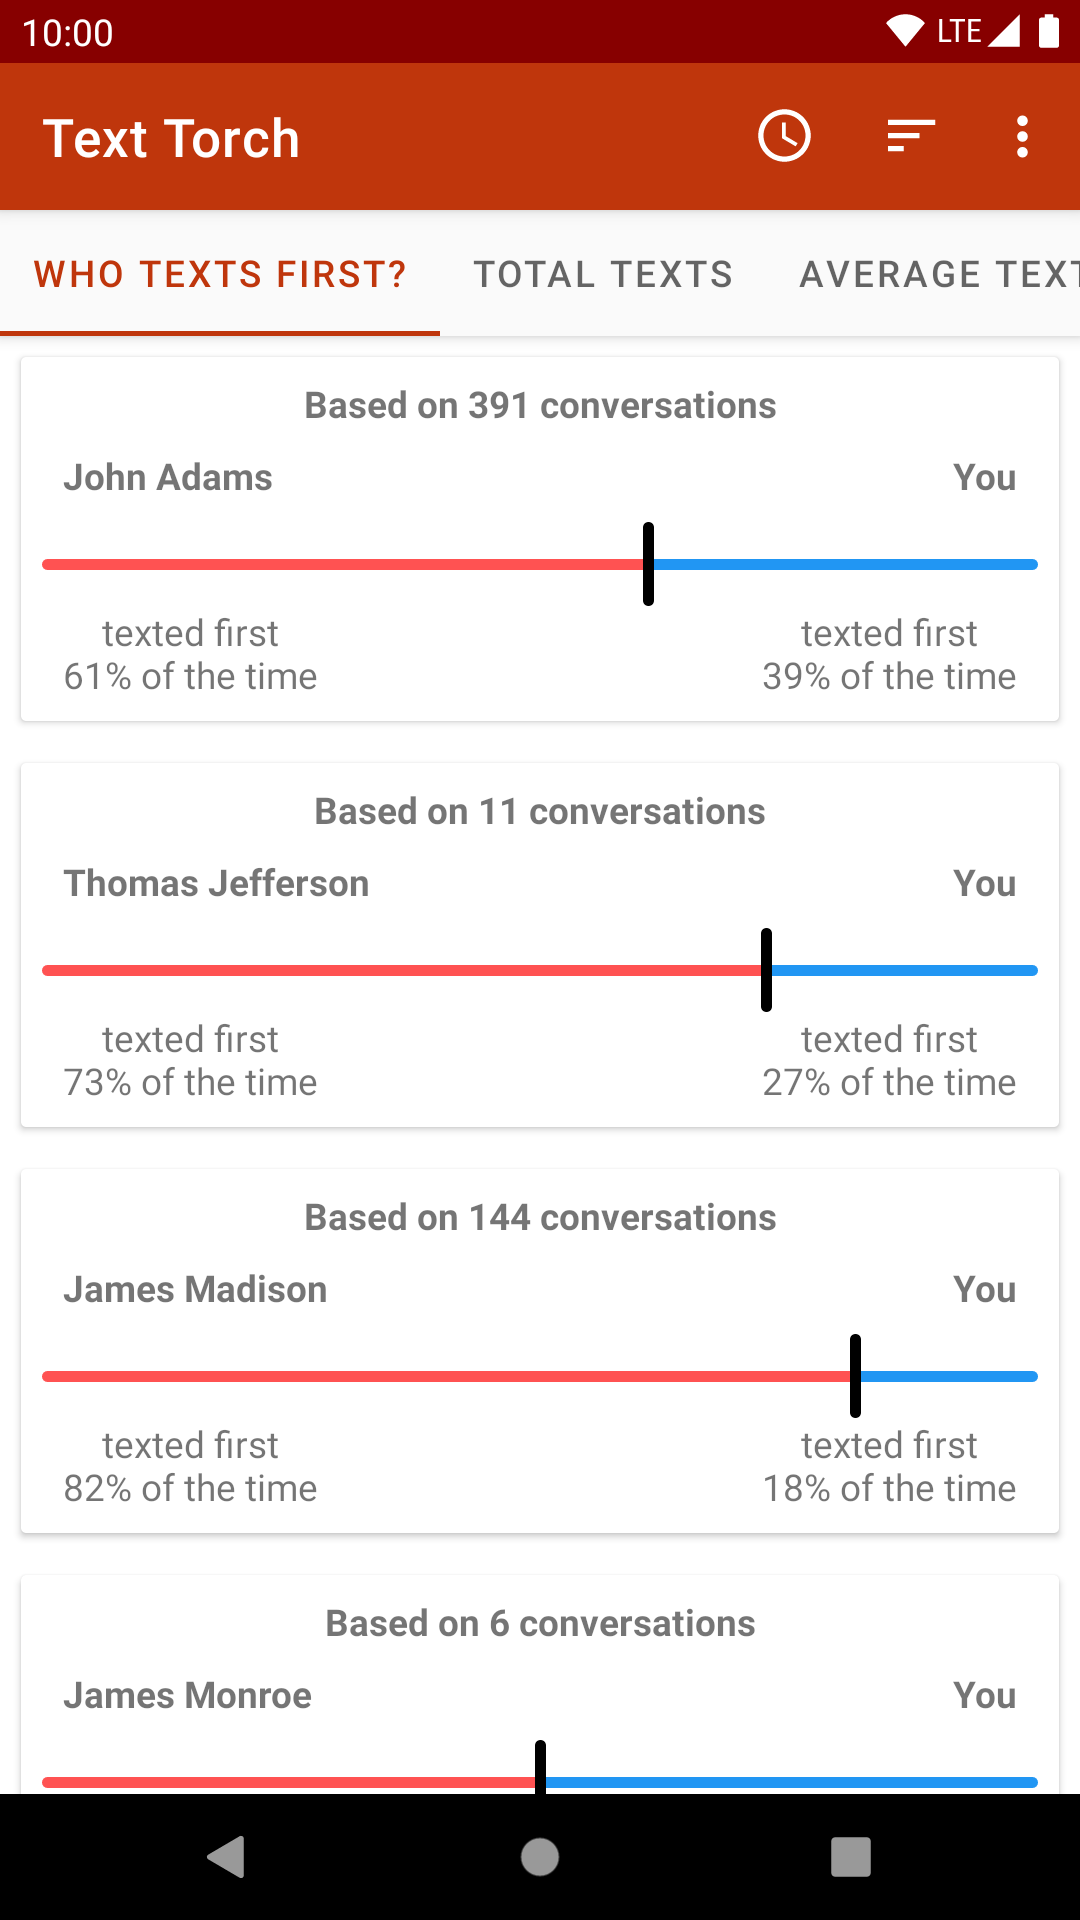 10:00 LTE
Text Torch
WHO TEXTS FIRST? TOTAL TEXTS AVERAGE TEXT
Based on 391 conversations
John Adams You
texted first texted first
61% of the time 39% of the time
Based on 11 conversations
Thomas Jefferson You
texted first texted first
73% of the time 27% of the time
Based on 144 conversations
James Madison You
texted first texted first
82% of the time 18% of the time
Based on 6 conversations
James Monroe You